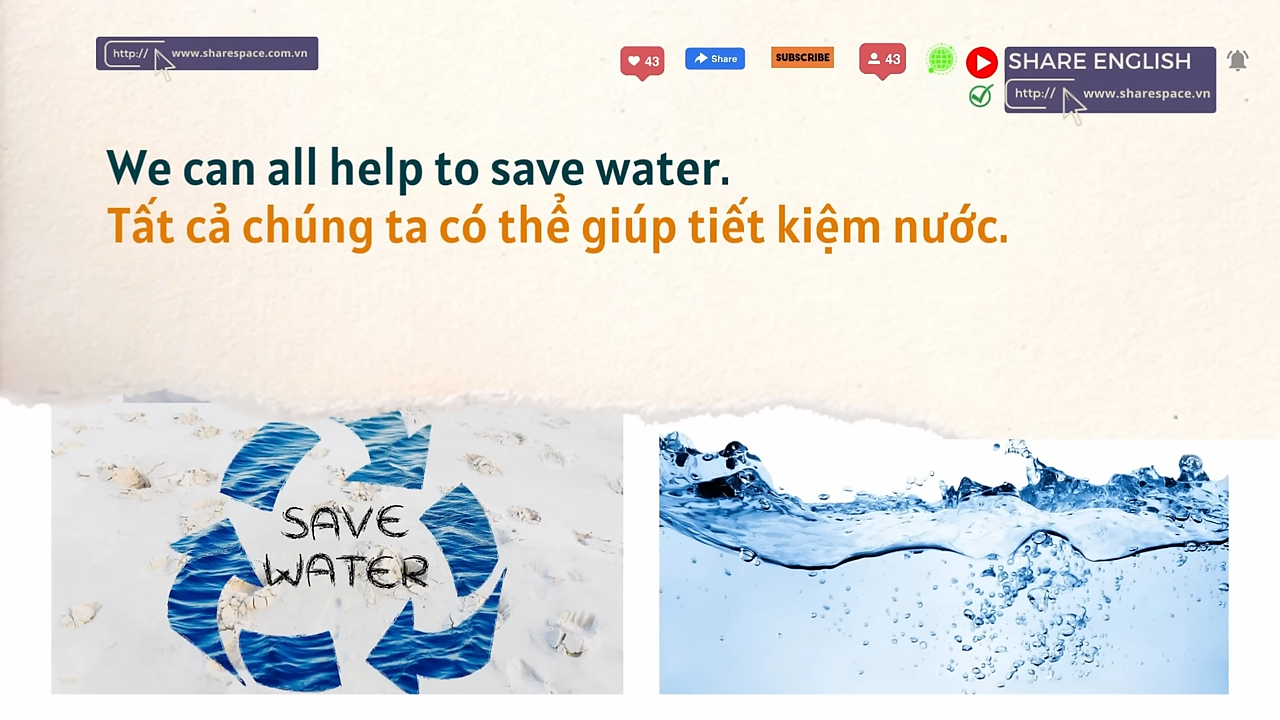 http:// www.sharespace.com.vn
43
Share
SUBSCRIBE
43
SHARE ENGLISH
http:// www.sharespace.vn
We can all help to save water.
Tất cả chúng ta có thể giúp tiết kiệm nước.
SAVE
WATER